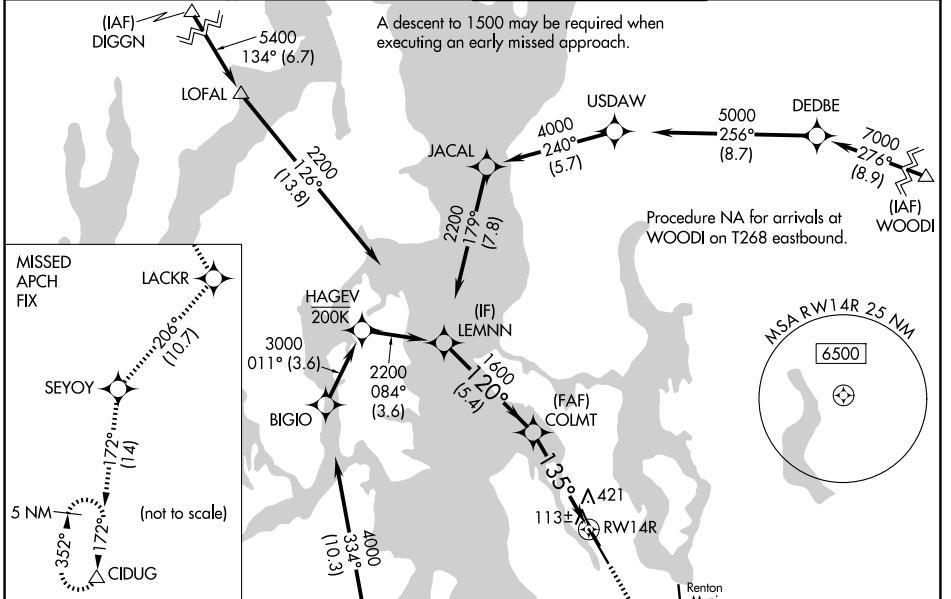 (IAF)
DIGGN
5400
134° (6.7)
A descent to 1500 may be required when
executing an early missed approach.
LOFAL
USDAW
DEDBE
5000
256°
(8.7)
7000
276°
(8.9)
(IAF)
WOODI
4000
240°
(5.7)
JACAL
2200
126°
(13.8)
2200
179°
(7.8)
Procedure NA for arrivals at
WOODI on T268 eastbound.
MISSED
APCH
FIX
LACKR
206°
(10.7)
SEYOY
172°
(14)
5 NM
(not to scale)
352°
172°
CIDUG
HAGEV
200K
(IF)
LEMNN
3000
011° (3.6)
2200
084°
(3.6)
BIGIO
1600
120°
(5.4)
(FAF)
COLMT
135°
421
113±
RW14R
4000
334°
(10.3)
MSA RW14R 25 NM
6500
Renton